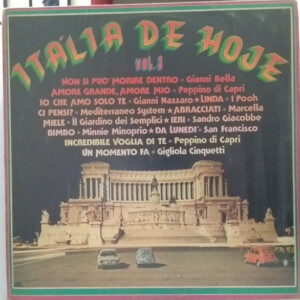 ITÁLIA DE HOJE
vol. 3
NON SI PUO' MORIRE DENTRO - Gianni Bella
AMORE GRANDE, AMORE MIO - Peppino di Capri
IO CHE AMO SOLO TE - Gianni Nazzaro ★ LINDA - I Pooh
CI PENSI? - Mediterraneo System ★ ABRACCIATI - Marcella
MIELE - il Giardino dei Semplici ★ IERI - Sandro Giacobbe
BIMBO - Minnie Minoprio ★ DA LUNEDI' - San Francisco
INCREDIBILE VOGLIA DI TE - Peppino di Capri
UN MOMENTO FA - Gigliola Cinquetti